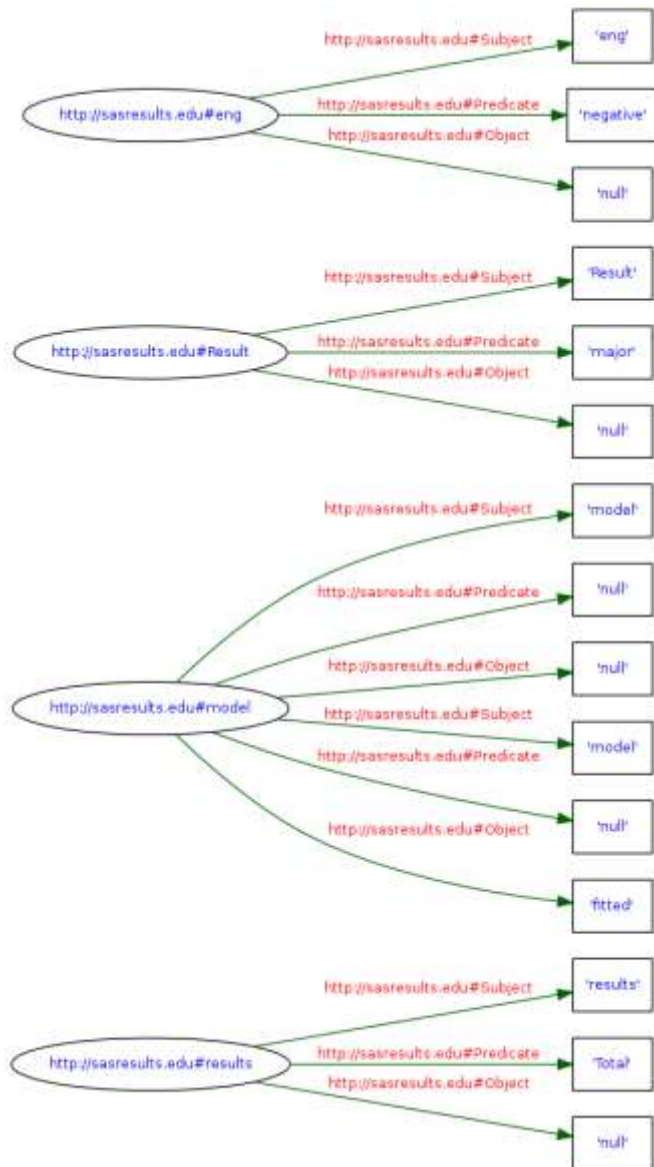 http://sasresults.edu#Subject
'eng'
http://sasresults.edu#eng
http://sasresults.edu#Predicate
'negative'
http://sasresults.edu#Object
'null'
http://sasresults.edu#Subject
'Result'
http://sasresults.edu#Result
http://sasresults.edu#Predicate
'major'
http://sasresults.edu#Object
'null'
http://sasresults.edu#Subject
'model'
http://sasresults.edu#Predicate
'null'
http://sasresults.edu#Object
'null'
http://sasresults.edu#model
http://sasresults.edu#Subject
'model'
http://sasresults.edu#Predicate
'null'
http://sasresults.edu#Object
'fitted'
http://sasresults.edu#Subject
'results'
http://sasresults.edu#results
http://sasresults.edu#Predicate
'Total'
http://sasresults.edu#Object
'null'